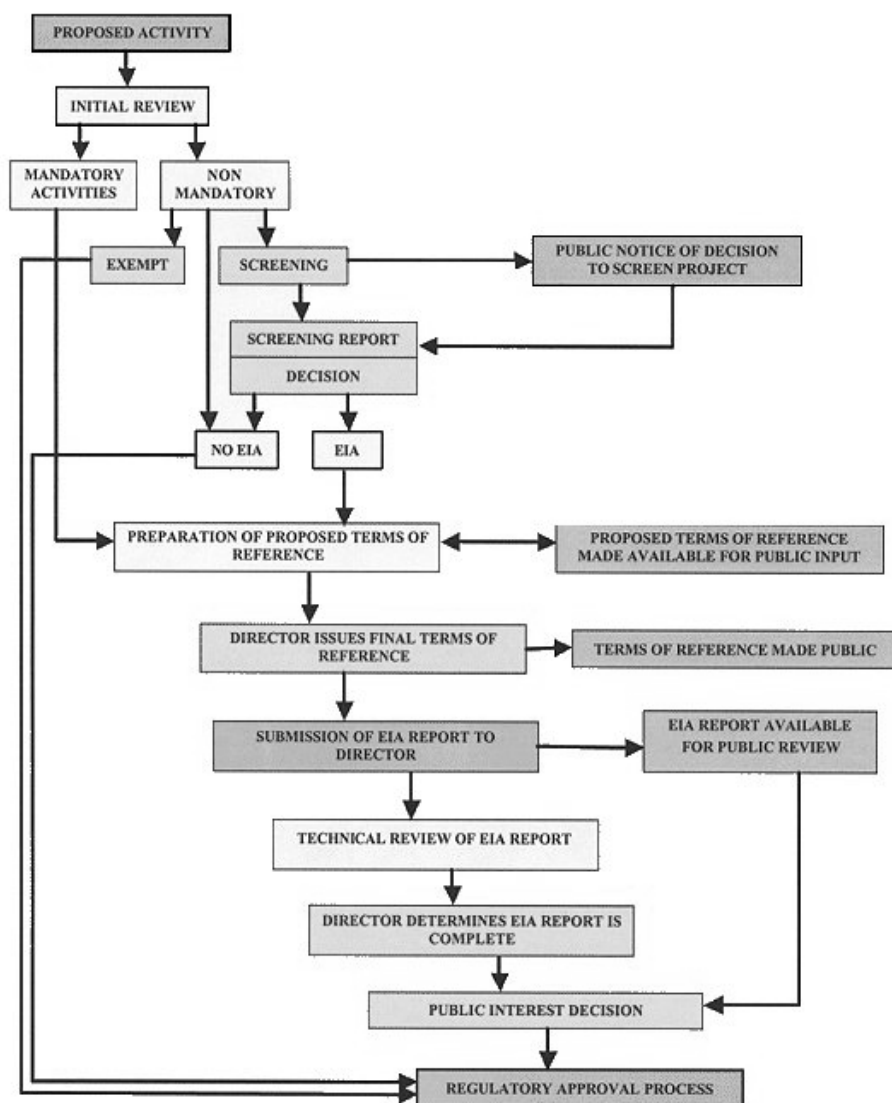 PROPOSED ACTIVITY
INITIAL REVIEW
MANDATORY
ACTIVITIES
NON
MANDATORY
EXEMPT
SCREENING
PUBLIC NOTICE OF DECISION
TO SCREEN PROJECT
SCREENING REPORT
DECISION
NO EIA
EIA
PREPARATION OF PROPOSED TERMS OF
REFERENCE
PROPOSED TERMS OF REFERENCE
MADE AVAILABLE FOR PUBLIC INPUT
DIRECTOR ISSUES FINAL TERMS OF
REFERENCE
TERMS OF REFERENCE MADE PUBLIC
SUBMISSION OF EIA REPORT TO
DIRECTOR
EIA REPORT AVAILABLE
FOR PUBLIC REVIEW
TECHNICAL REVIEW OF EIA REPORT
DIRECTOR DETERMINES EIA REPORT IS
COMPLETE
PUBLIC INTEREST DECISION
REGULATORY APPROVAL PROCESS